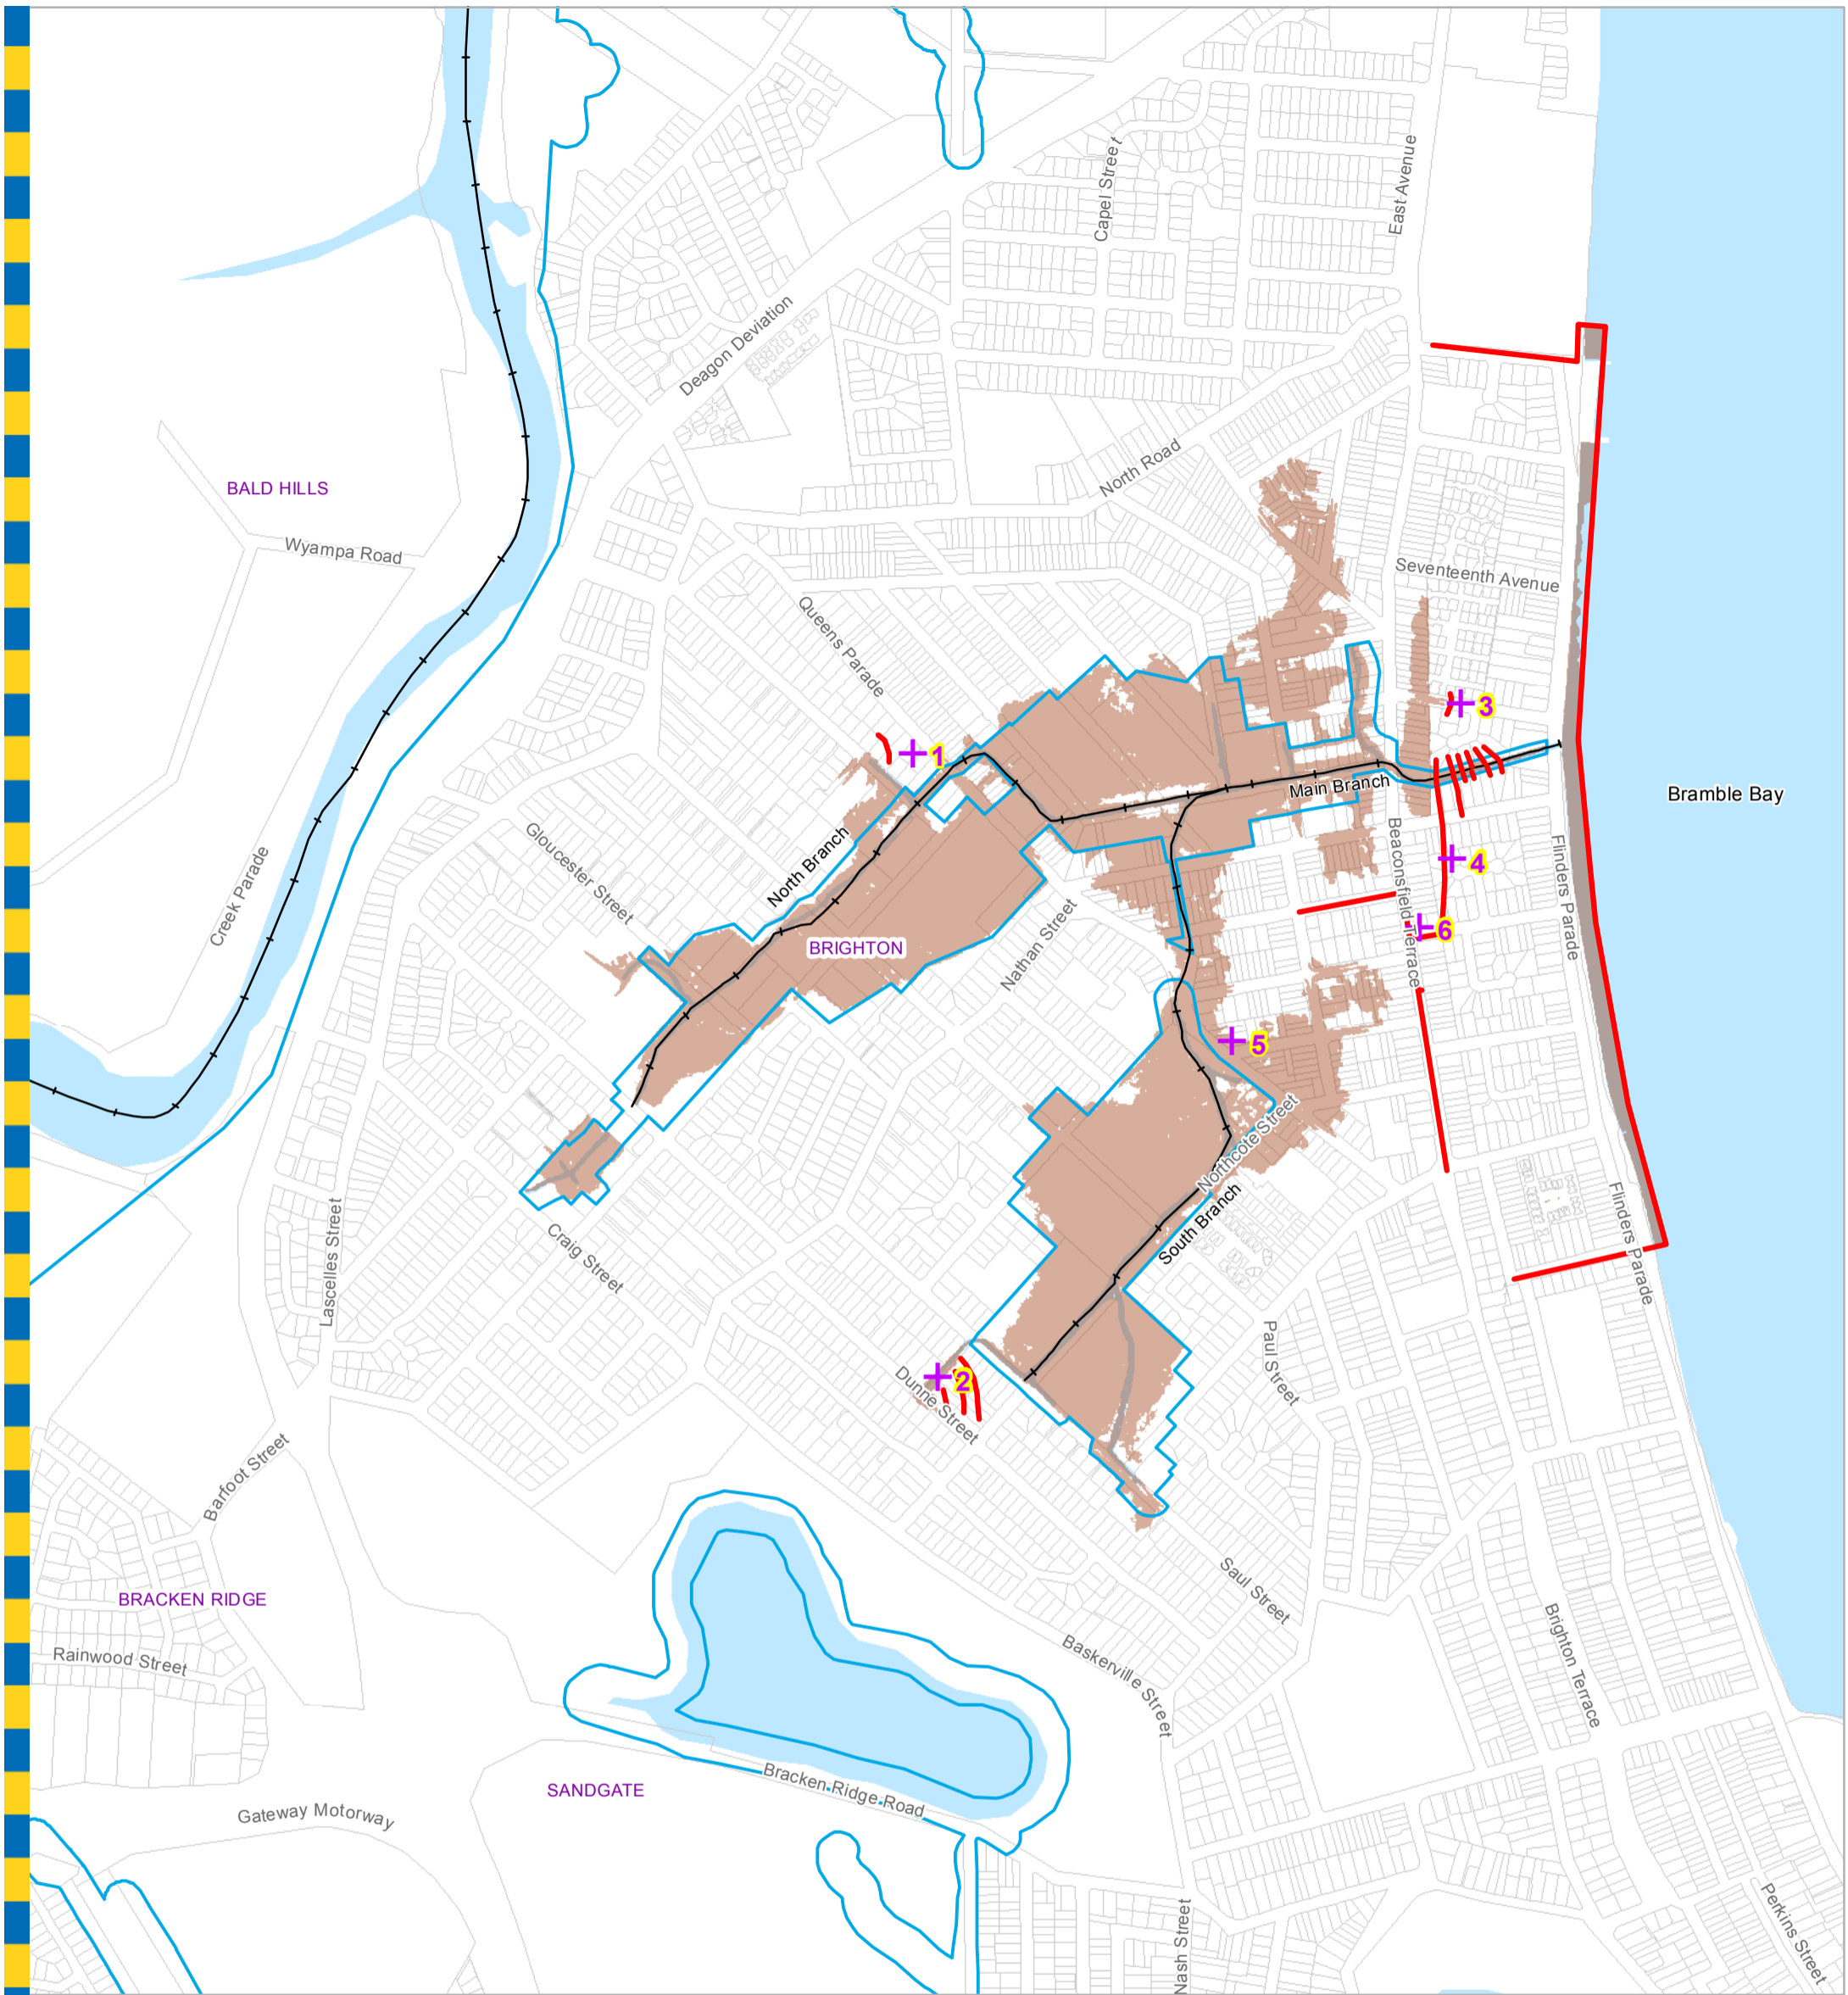 Capel Street
East Avenue
Deagon Deviation
North Road
BALD HILLS
Wyampa Road
Seventeenth Avenue
Queens Parade
3
1
Main Branch
Bramble Bay
Gloucester Street
North Branch
Beaconsfield Terrace
Flinders Parade
4
Creek Parade
BRIGHTON
Nathan Street
6
5
Northcote Street
South Branch
Flinders Parade
Lascelles Street
Craig Street
Paul Street
2
Dunne Street
Barfoot Street
BRACKEN RIDGE
Saul Street
Rainwood Street
Baskerville Street
Brighton Terrace
SANDGATE
Bracken Ridge Road
Gateway Motorway
Nash Street
Perkins Street